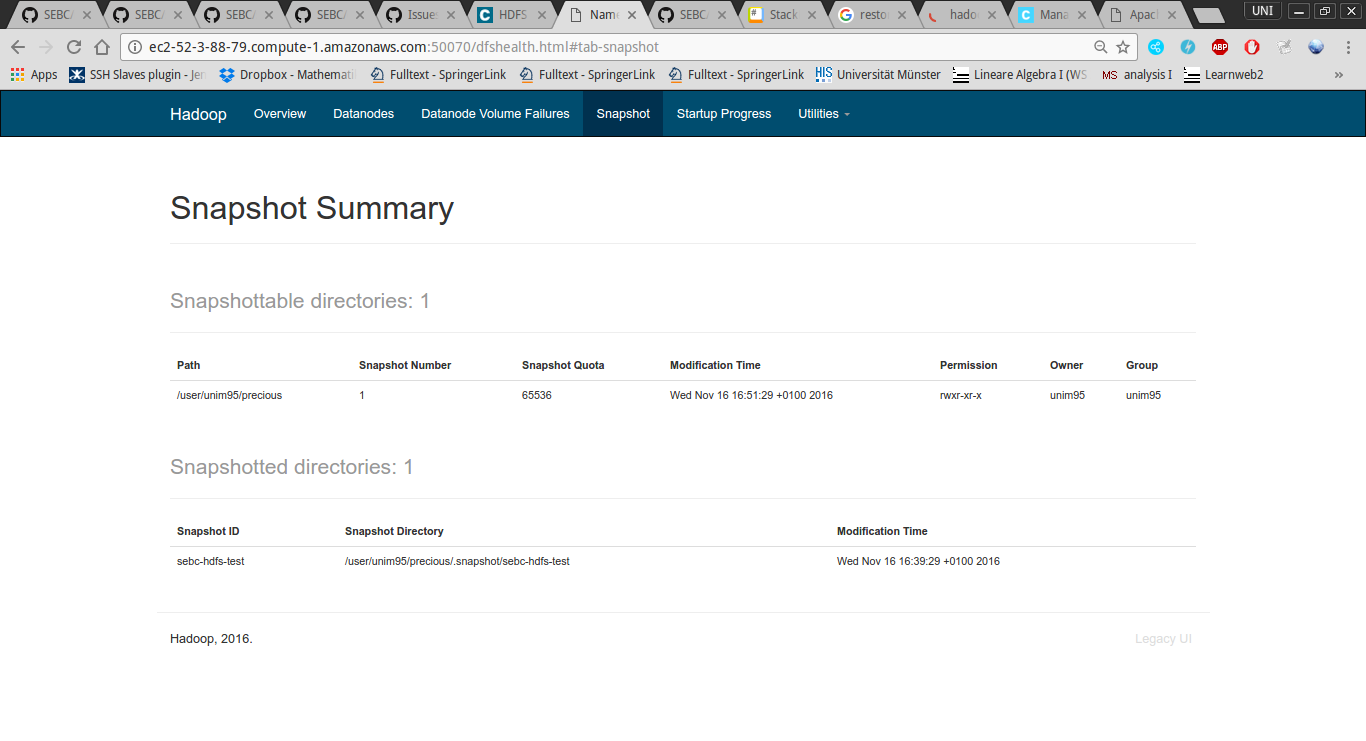 SEBC/ SEBC/ SEBC/ SEBC/ Issues HDFS Name SEBC/ Stack resto hado Mana Apac UNI
ec2-52-3-88-79.compute-1.amazonaws.com:50070/dfshealth.html#tab-snapshot ABP
Apps SSH Slaves plugin - Jen Dropbox - Mathemati Fulltext - SpringerLink Fulltext - SpringerLink Fulltext - SpringerLink HIS Universität Münster Lineare Algebra I (WS MS analysis I Learnweb2 »
Hadoop Overview Datanodes Datanode Volume Failures Snapshot Startup Progress Utilities
Snapshot Summary
Snapshottable directories: 1
Path Snapshot Number Snapshot Quota Modification Time Permission Owner Group
/user/unim95/precious 1 65536 Wed Nov 16 16:51:29 +0100 2016 rwxr-xr-x unim95 unim95
Snapshotted directories: 1
Snapshot ID Snapshot Directory Modification Time
sebc-hdfs-test /user/unim95/precious/.snapshot/sebc-hdfs-test Wed Nov 16 16:39:29 +0100 2016
Hadoop, 2016. Legacy UI